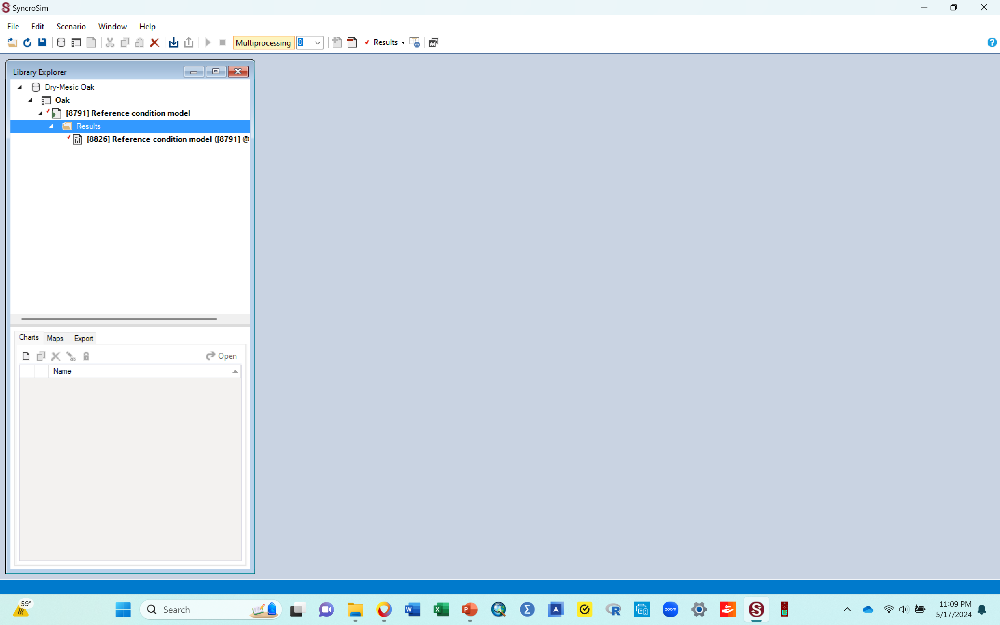 SyncroSim
File Edit Scenario Window Help
Multiprocessing 8 Results
Library Explorer
Dry-Mesic Oak
Oak
[8791] Reference condition model
Results
[8826] Reference condition model ([8791] @
Charts Maps Export
ab Open
Name
59°
Search
W X P Σ A R zoom S
11:09 PM
5/17/2024